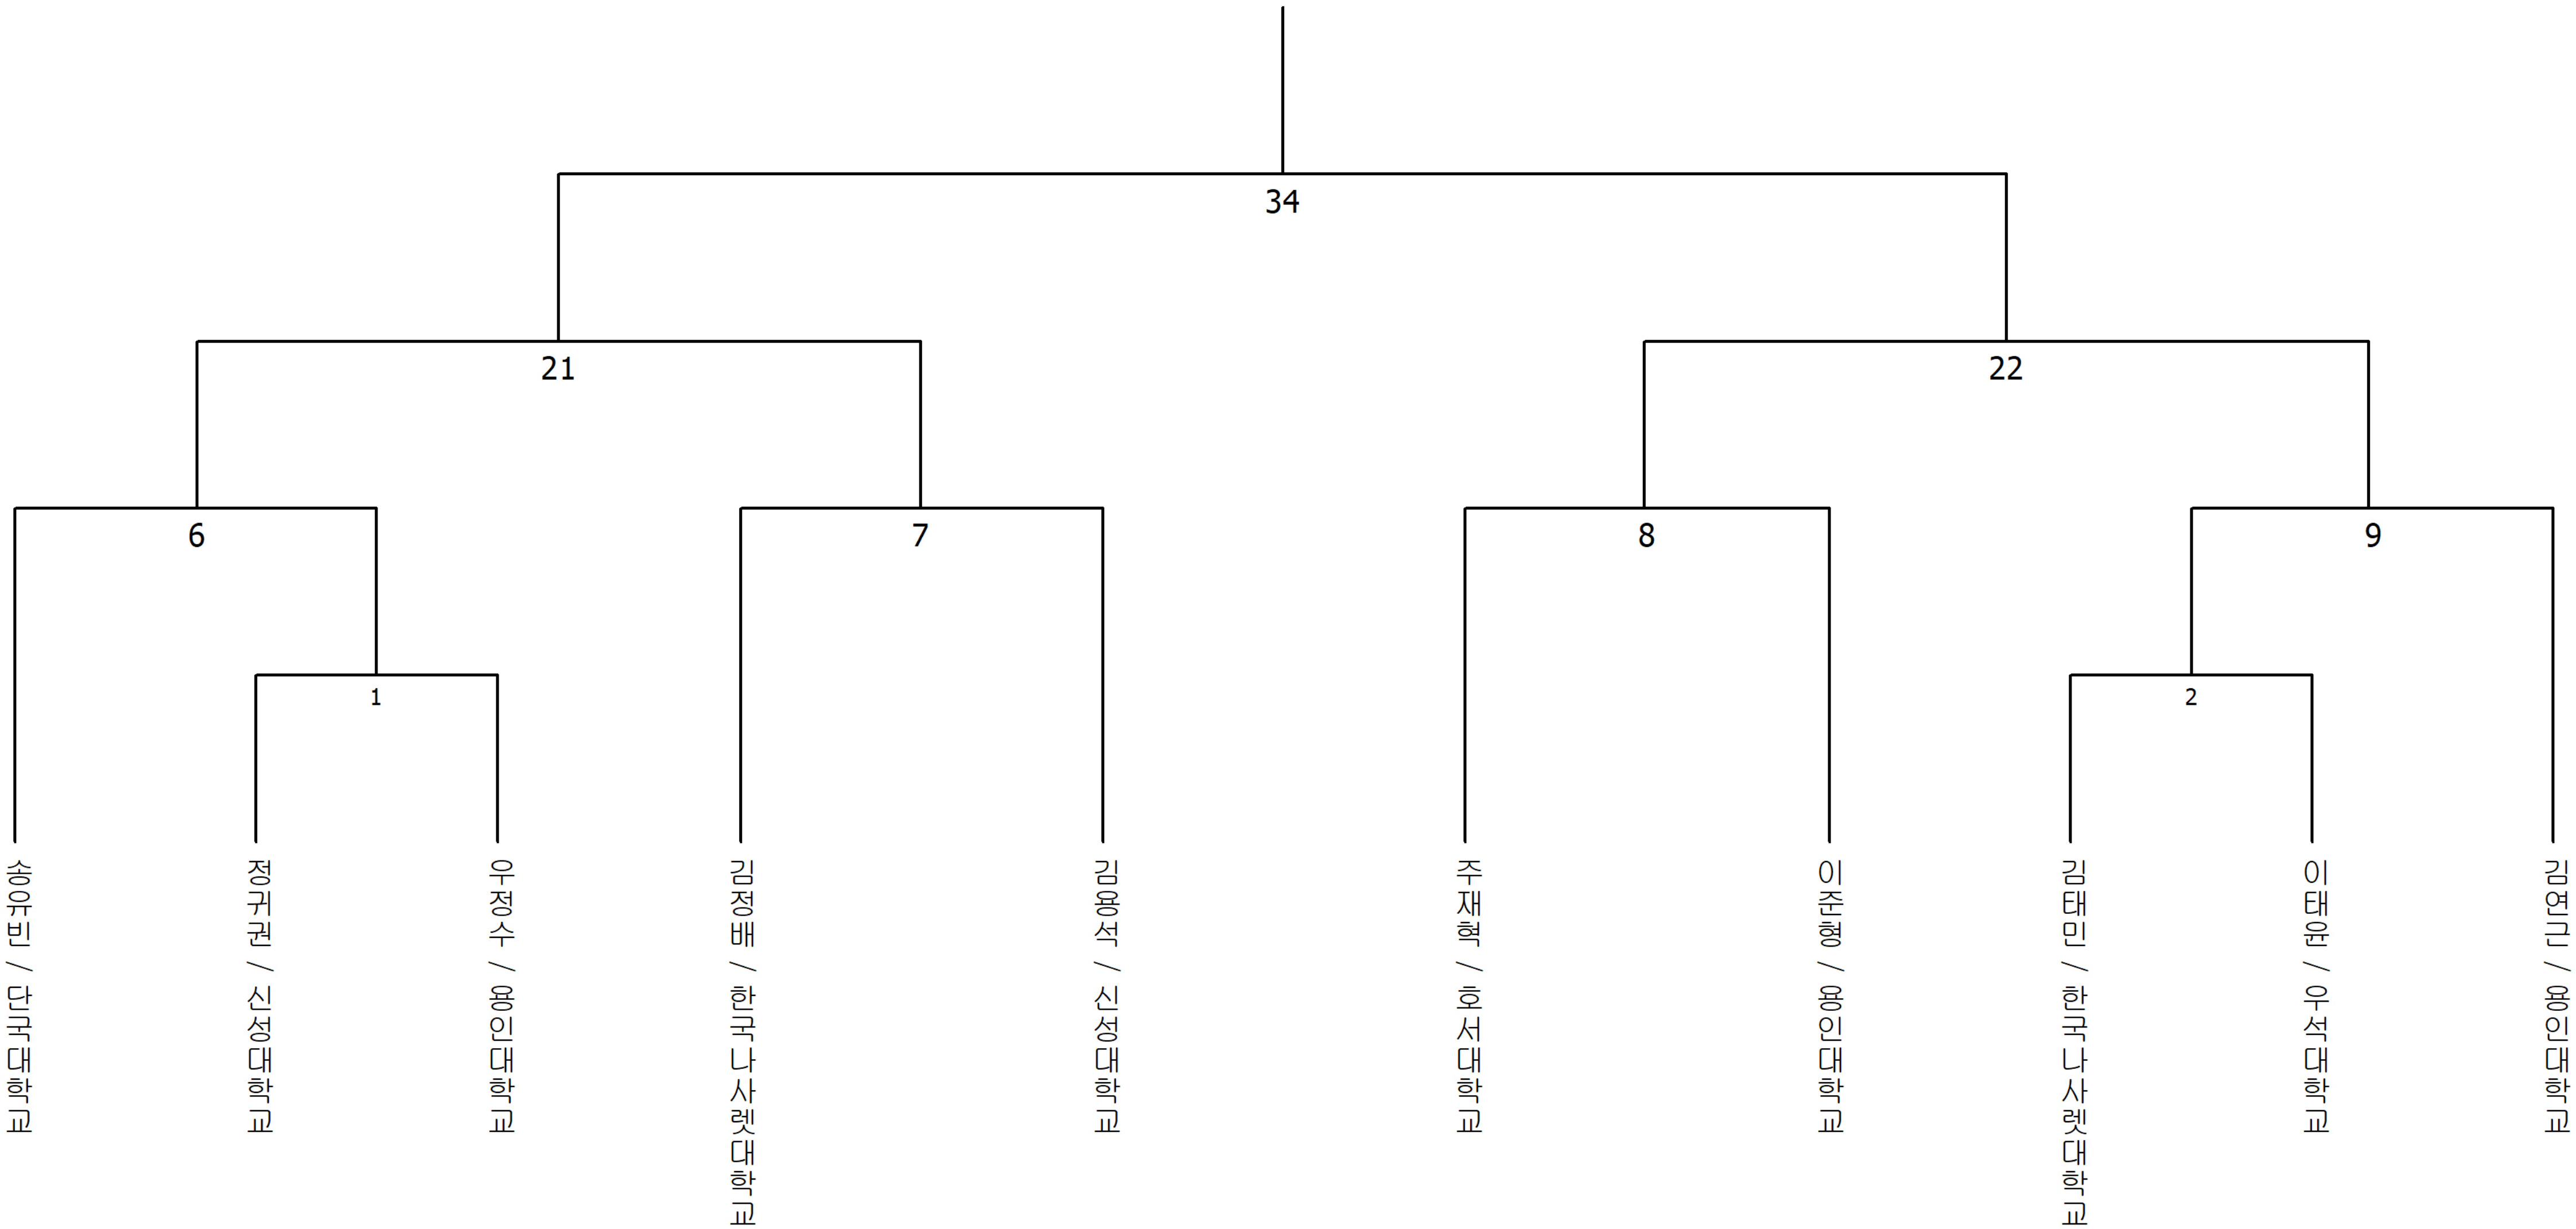 34
21
22
6
7
8
9
1
2
송유빈 / 단국대학교
정귀권 / 신성대학교
우정수 / 용인대학교
김정배 / 한국나사렛대학교
김용석 / 신성대학교
주재혁 / 호서대학교
이준형 / 용인대학교
김태민 / 한국나사렛대학교
이태윤 / 우석대학교
김연근 / 용인대학교